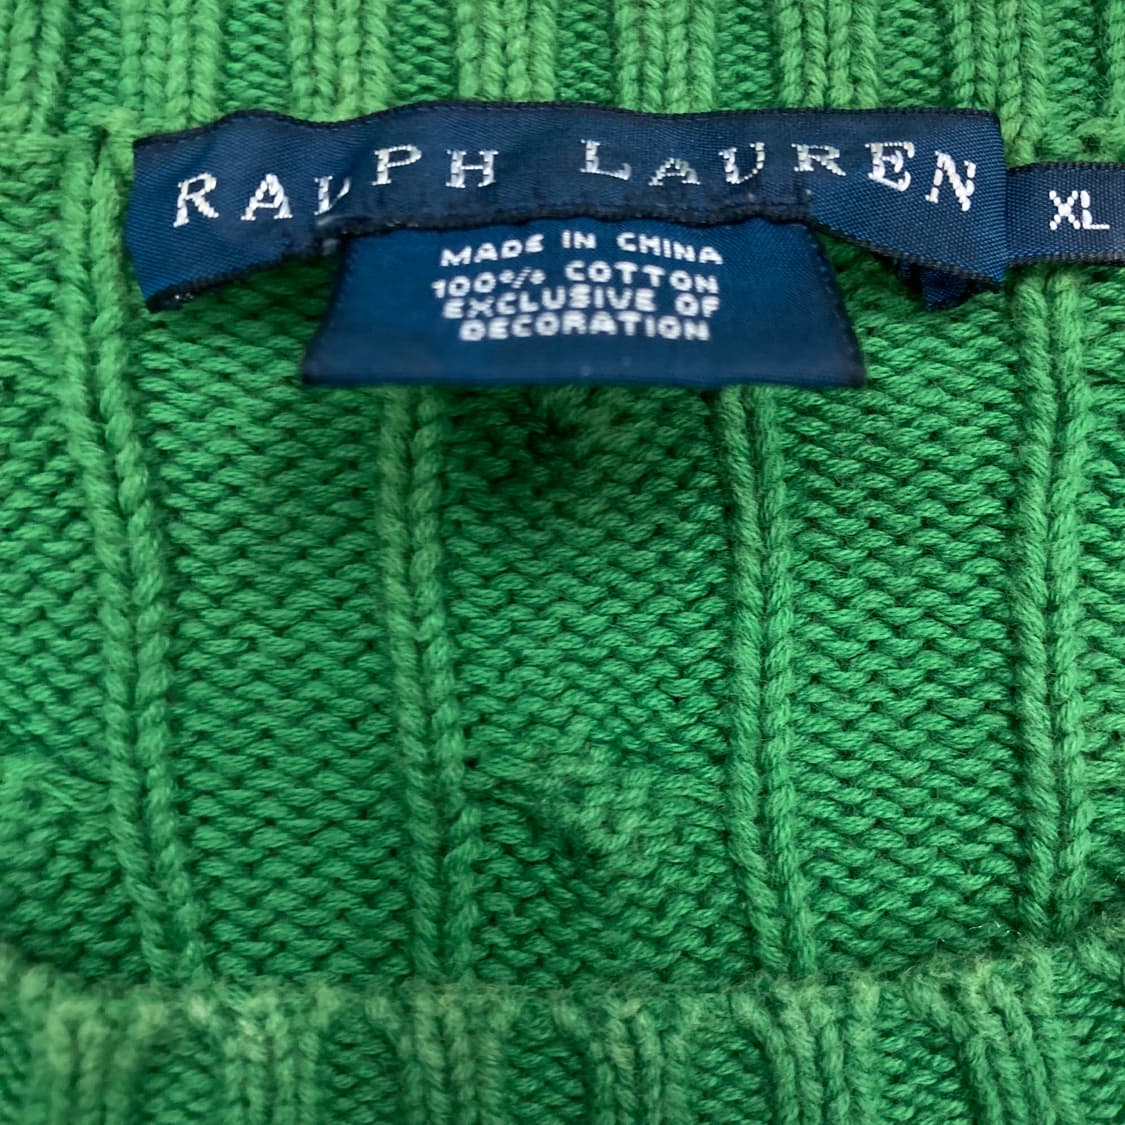 RALPH LAUREN
XL
MADE IN CHINA
100% COTTON
EXCLUSIVE OF
DECORATION